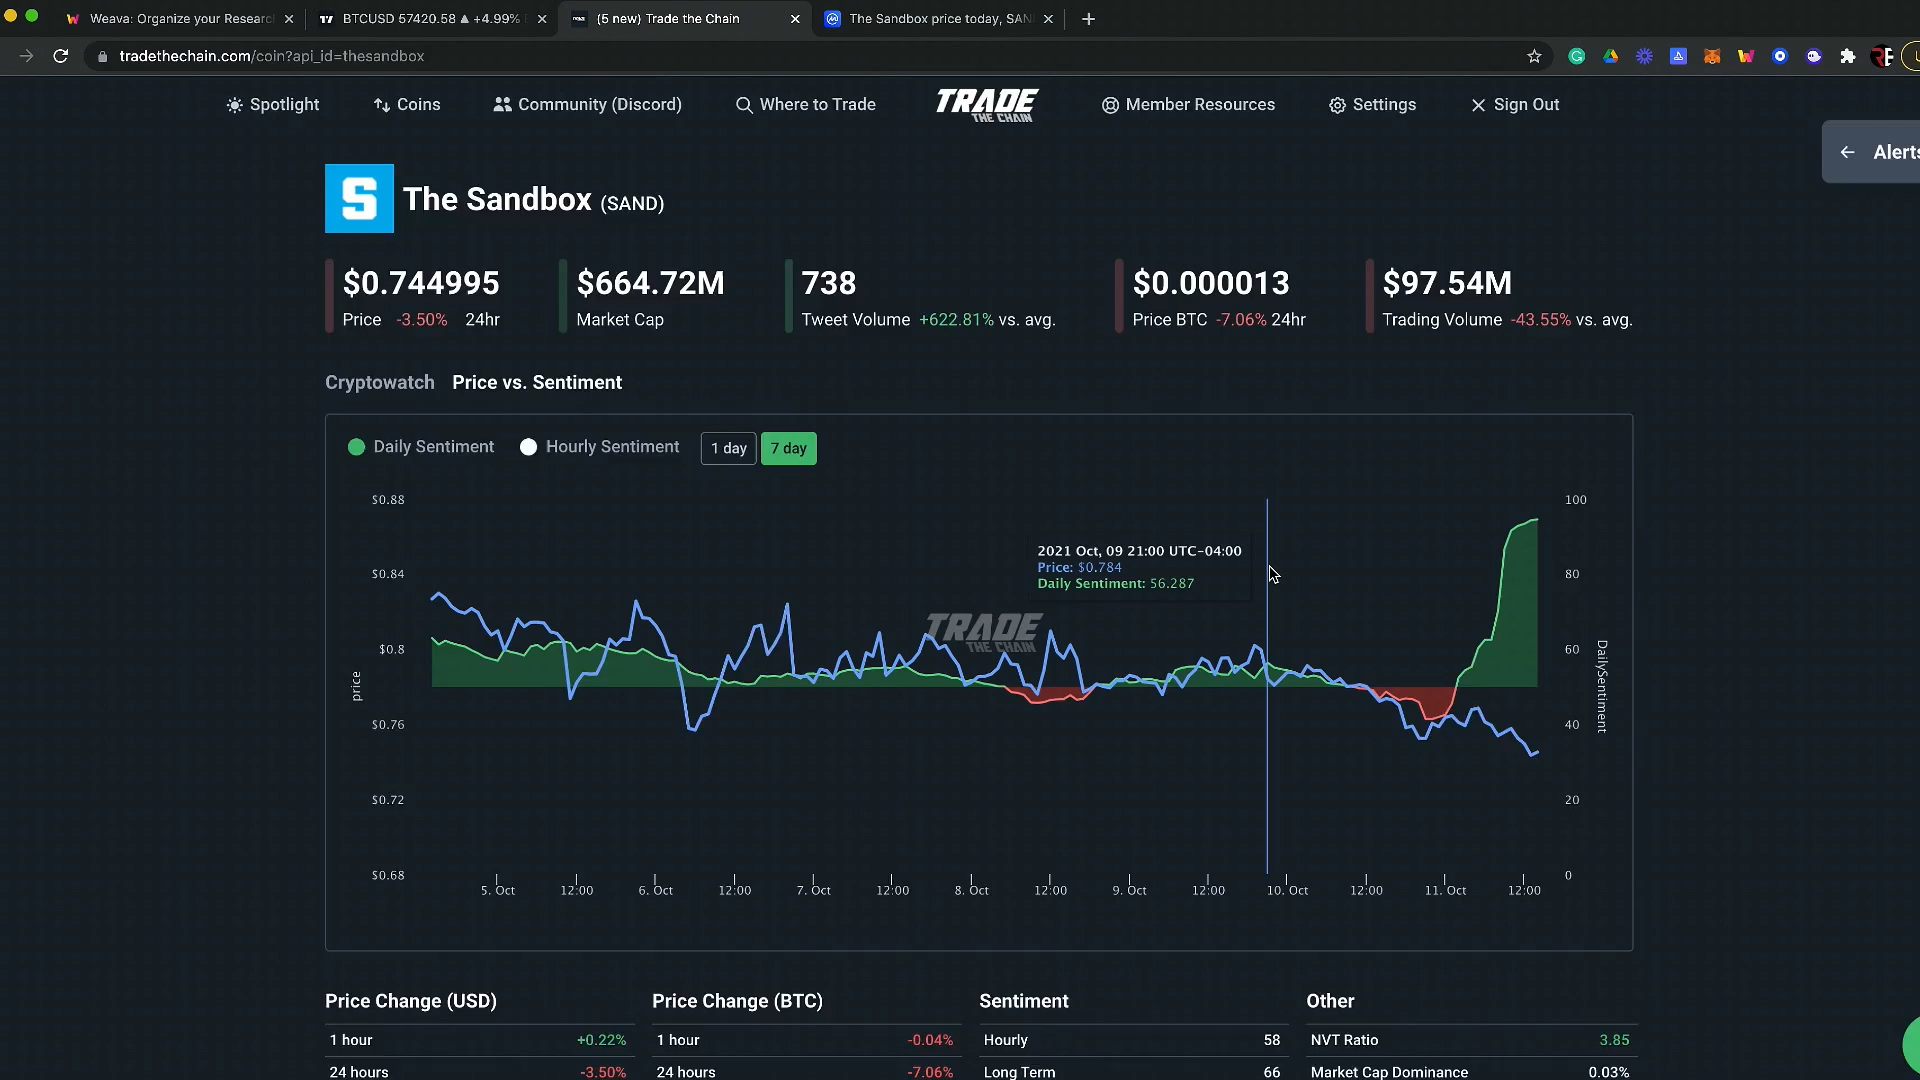 Weava: Organize your Researc
BTCUSD 57420.58 ▲ +4.99%
(5 new) Trade the Chain
The Sandbox price today, SAN
tradethechain.com/coin?api_id=thesandbox
Spotlight
Coins
Community (Discord)
Where to Trade
TRADE
THE CHAIN
Member Resources
Settings
Sign Out
Alerts
S
The Sandbox (SAND)
$0.744995
Price -3.50% 24hr
$664.72M
Market Cap
738
Tweet Volume +622.81% vs. avg.
$0.000013
Price BTC -7.06% 24hr
$97.54M
Trading Volume -43.55% vs. avg.
Cryptowatch Price vs. Sentiment
Daily Sentiment
Hourly Sentiment
1 day
7 day
$0.88
$0.84
$0.8
$0.76
$0.72
$0.68
price
2021 Oct, 09 21:00 UTC-04:00
Price: $0.784
Daily Sentiment: 56.287
TRADE
THE CHAIN
100
80
60
40
20
0
DailySentiment
5. Oct 12:00 6. Oct 12:00 7. Oct 12:00 8. Oct 12:00 9. Oct 12:00 10. Oct 12:00 11. Oct 12:00
Price Change (USD)
1 hour +0.22%
24 hours -3.50%
Price Change (BTC)
1 hour -0.04%
24 hours -7.06%
Sentiment
Hourly 58
Long Term 66
Other
NVT Ratio 3.85
Market Cap Dominance 0.03%